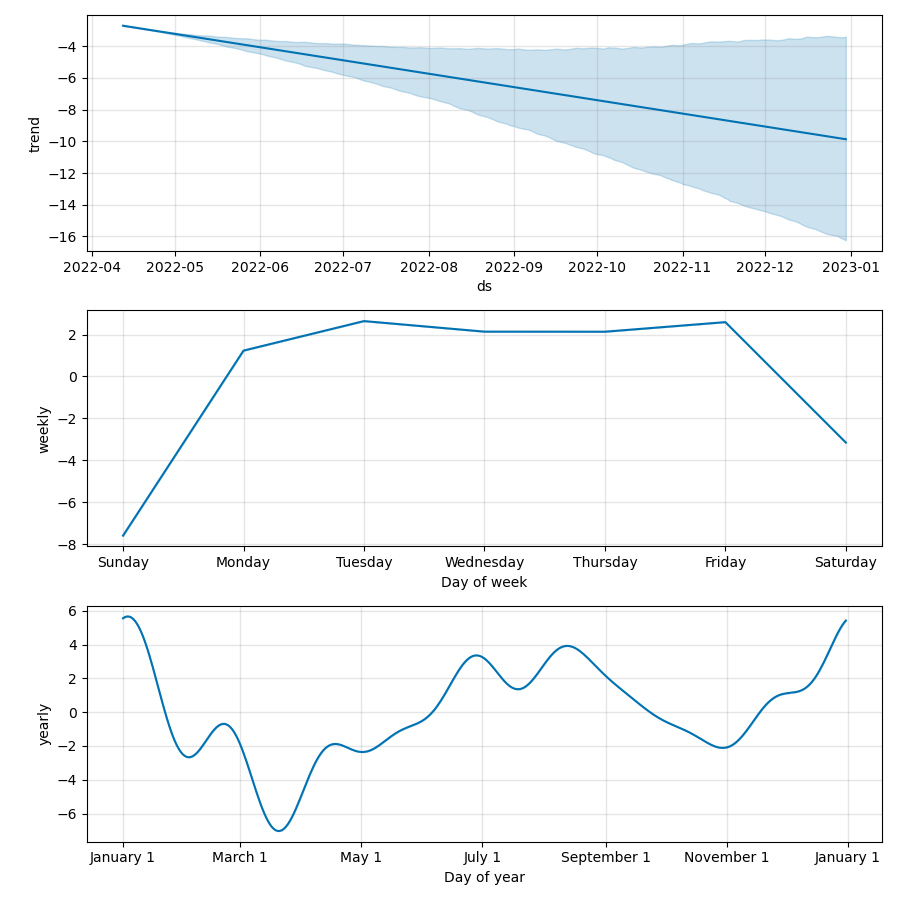 −4
−6
−8
−10
−12
−14
−16
trend
2022-04 2022-05 2022-06 2022-07 2022-08 2022-09 2022-10 2022-11 2022-12 2023-01
ds
2
0
−2
−4
−6
−8
weekly
Sunday Monday Tuesday Wednesday Thursday Friday Saturday
Day of week
6
4
2
0
−2
−4
−6
yearly
January 1 March 1 May 1 July 1 September 1 November 1 January 1
Day of year